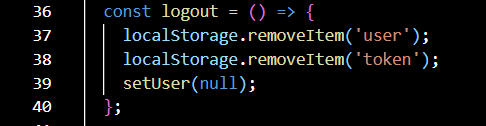 36 const logout = () => {
37 localStorage.removeItem('user');
38 localStorage.removeItem('token');
39 setUser(null);
40 };